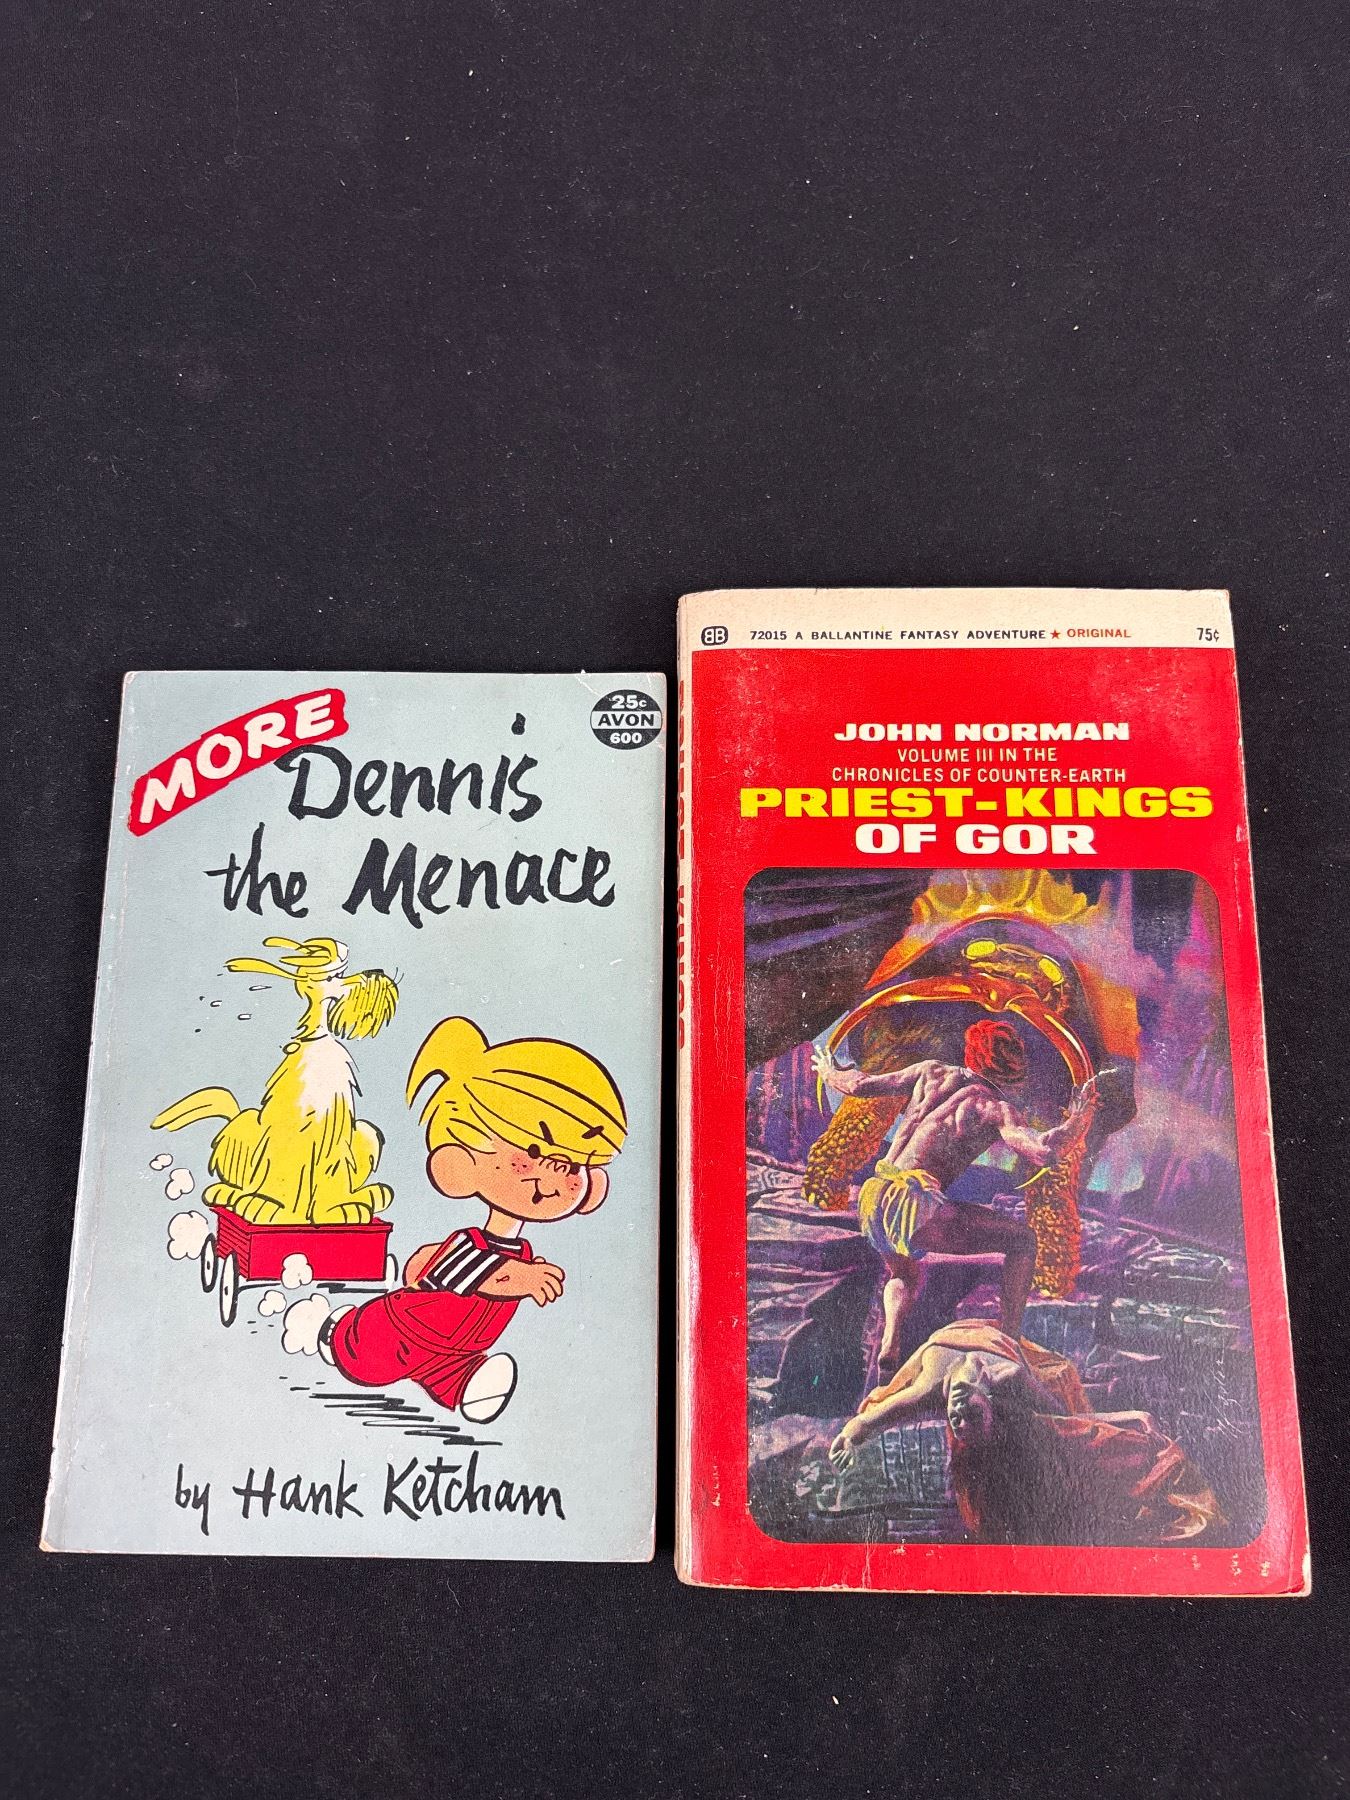 MORE
Dennis
the Menace
25c
AVON
600
by Hank Ketcham
BB
72015 A BALLANTINE FANTASY ADVENTURE ★ ORIGINAL
75¢
JOHN NORMAN
VOLUME III IN THE
CHRONICLES OF COUNTER-EARTH
PRIEST-KINGS
OF GOR